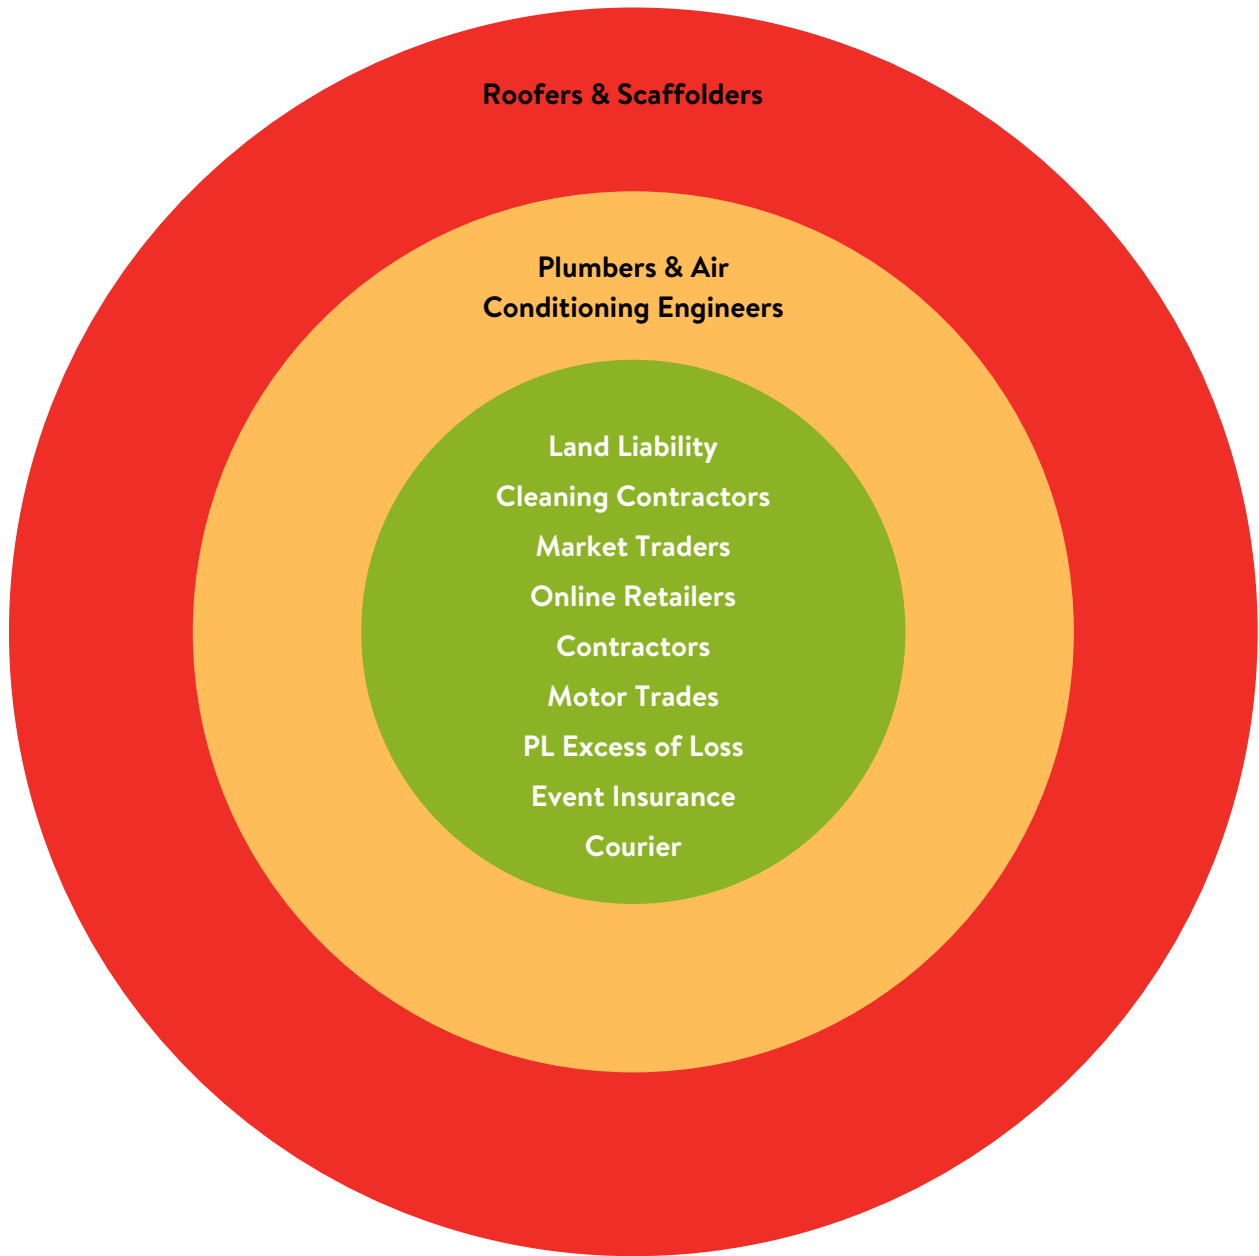 Roofers & Scaffolders
Plumbers & Air
Conditioning Engineers
Land Liability
Cleaning Contractors
Market Traders
Online Retailers
Contractors
Motor Trades
PL Excess of Loss
Event Insurance
Courier